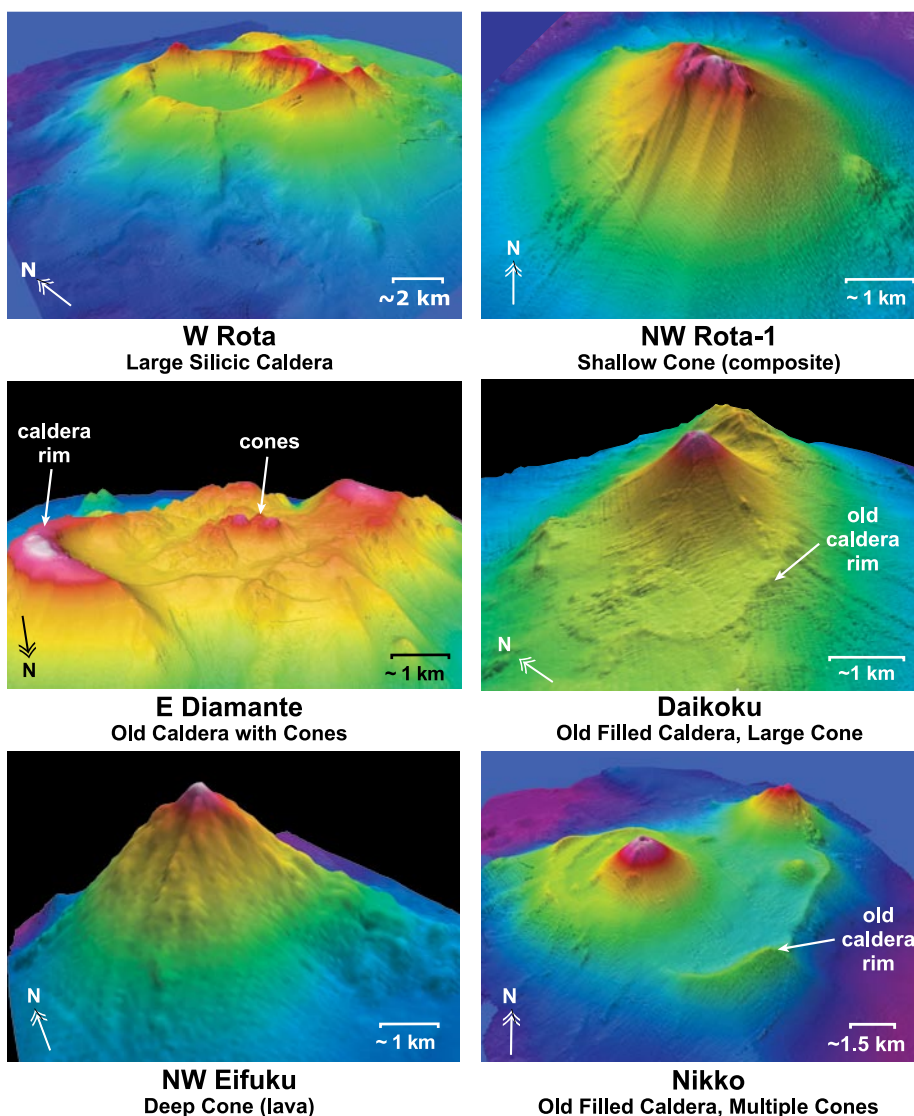 N
~2 km
W Rota
Large Silicic Caldera
N
~ 1 km
NW Rota-1
Shallow Cone (composite)
caldera
rim
cones
N
~ 1 km
E Diamante
Old Caldera with Cones
old
caldera
rim
N
~1 km
Daikoku
Old Filled Caldera, Large Cone
N
~ 1 km
NW Eifuku
Deep Cone (lava)
old
caldera
rim
N
~1.5 km
Nikko
Old Filled Caldera, Multiple Cones